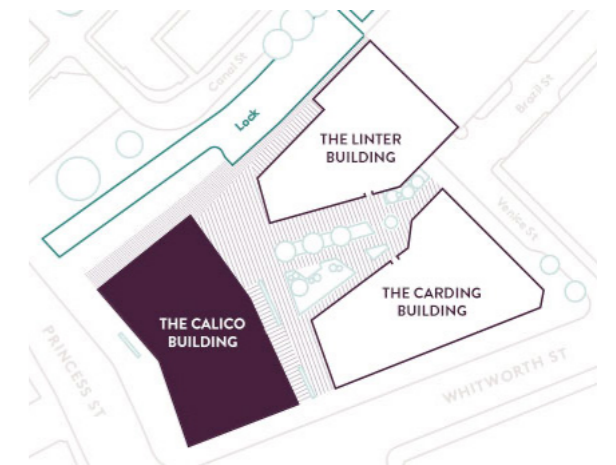 Canal St
Brazil St
Lock
THE LINTER
BUILDING
Venice St
THE CARDING
BUILDING
THE CALICO
BUILDING
PRINCESS ST
WHITWORTH ST